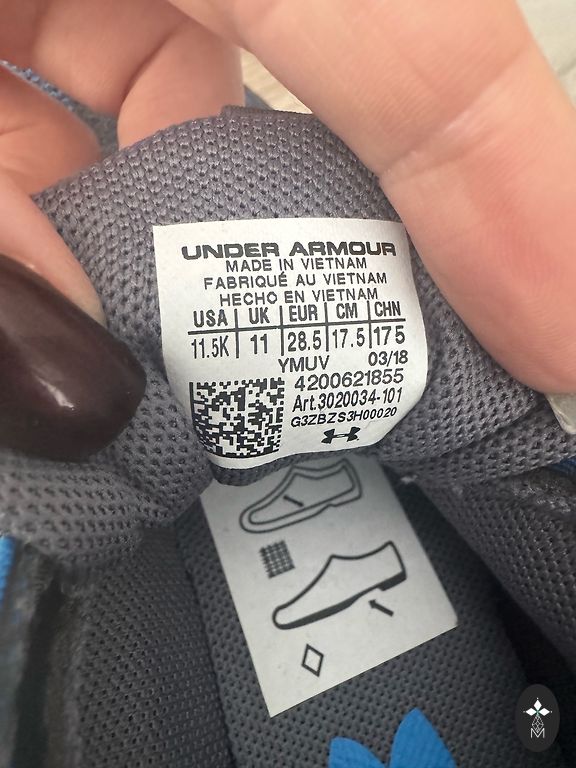 UNDER ARMOUR
MADE IN VIETNAM
FABRIQUÉ AU VIETNAM
HECHO EN VIETNAM
USA UK EUR CM CHN
11.5K 11 28.5 17.5 175
YMUV 03/18
4200621855
Art.3020034-101
G3ZBZS3H00020
M